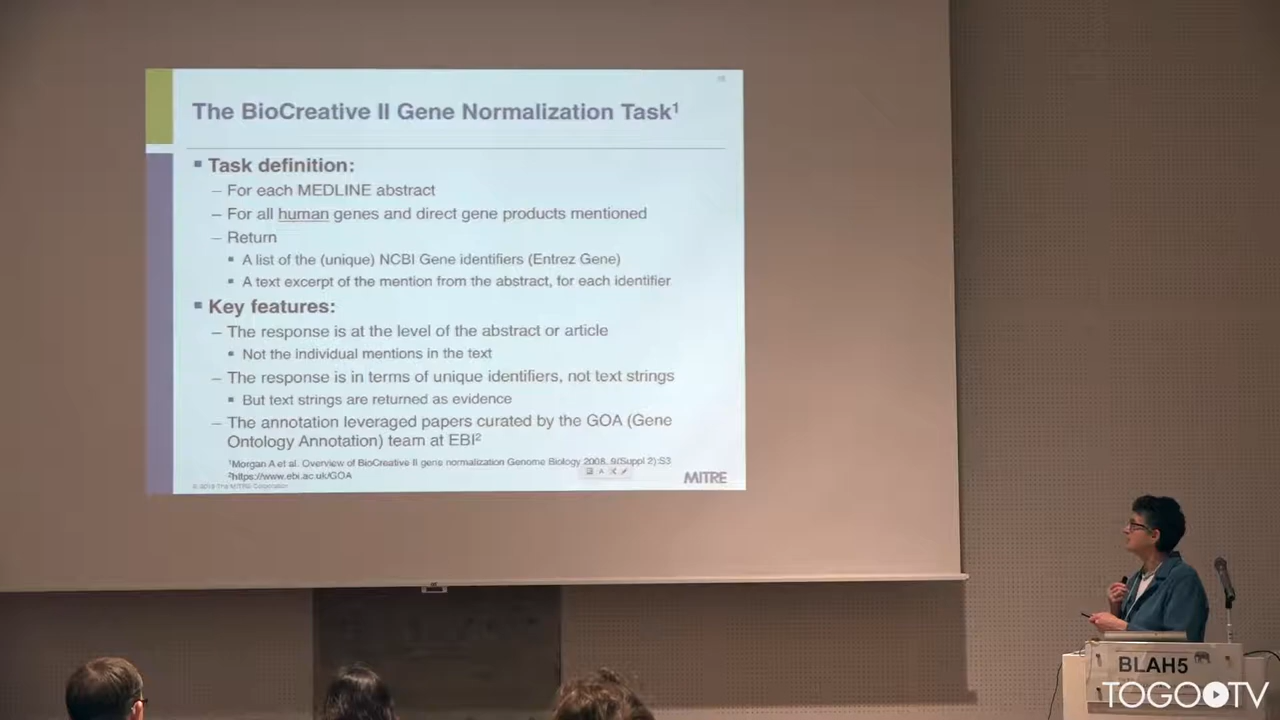 The BioCreative II Gene Normalization Task¹
Task definition:
– For each MEDLINE abstract
– For all human genes and direct gene products mentioned
– Return
A list of the (unique) NCBI Gene identifiers (Entrez Gene)
A text excerpt of the mention from the abstract, for each identifier
Key features:
– The response is at the level of the abstract or article
Not the individual mentions in the text
– The response is in terms of unique identifiers, not text strings
But text strings are returned as evidence
– The annotation leveraged papers curated by the GOA (Gene
Ontology Annotation) team at EBI²
¹Morgan A et al. Overview of BioCreative II gene normalization Genome Biology 2008, 9(Suppl 2):S3
²https://www.ebi.ac.uk/GOA
The MITRE Corporation
MITRE
BLAH5
TOGOTV